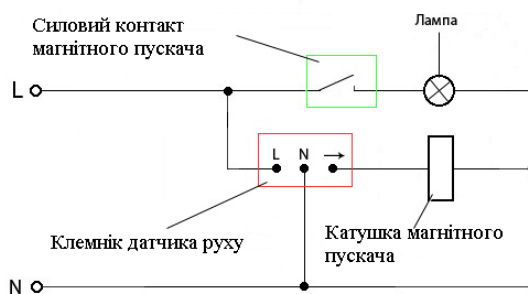 Силовий контакт
магнітного пускача
Лампа
L
L N →
Клемнік датчика руху
Катушка магнітного
пускача
N